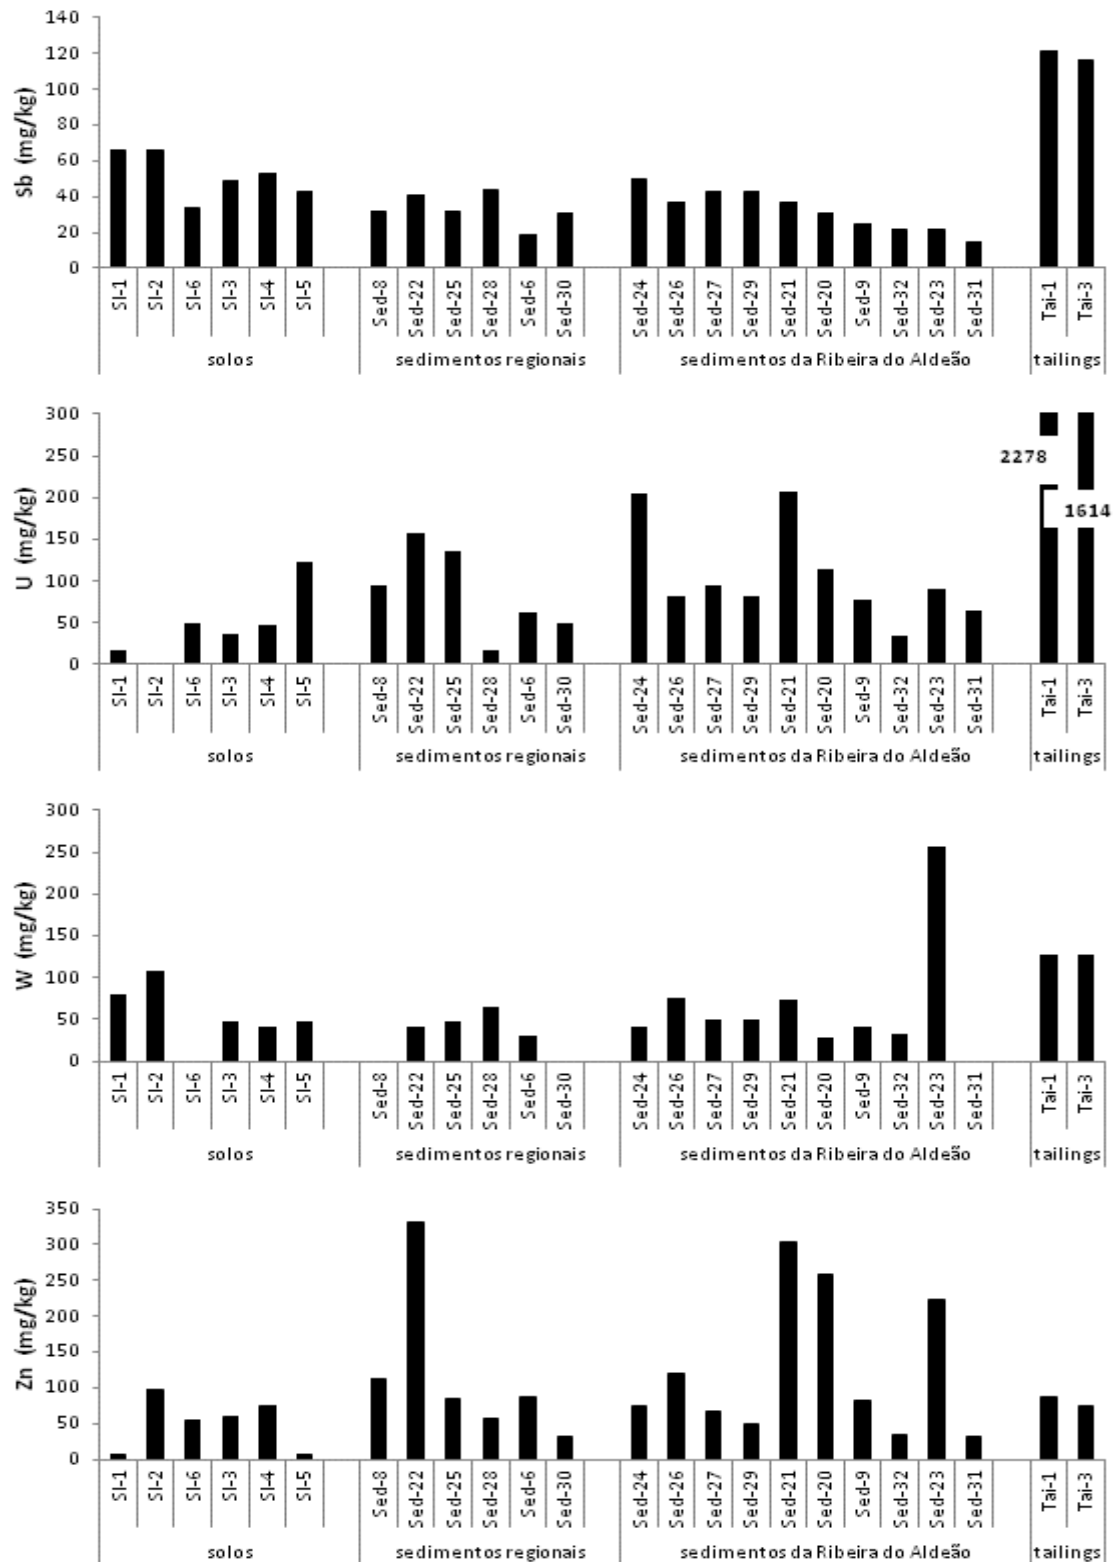 140
120
100
80
60
40
20
0
Sb (mg/kg)
Sl-1 Sl-2 Sl-6 Sl-3 Sl-4 Sl-5 Sed-8 Sed-22 Sed-25 Sed-28 Sed-6 Sed-30 Sed-24 Sed-26 Sed-27 Sed-29 Sed-21 Sed-20 Sed-9 Sed-32 Sed-23 Sed-31 Tai-1 Tai-3
solos sedimentos regionais sedimentos da Ribeira do Aldeão tailings
300
250
200
150
100
50
0
U (mg/kg)
2278
1614
Sl-1 Sl-2 Sl-6 Sl-3 Sl-4 Sl-5 Sed-8 Sed-22 Sed-25 Sed-28 Sed-6 Sed-30 Sed-24 Sed-26 Sed-27 Sed-29 Sed-21 Sed-20 Sed-9 Sed-32 Sed-23 Sed-31 Tai-1 Tai-3
solos sedimentos regionais sedimentos da Ribeira do Aldeão tailings
300
250
200
150
100
50
0
W (mg/kg)
Sl-1 Sl-2 Sl-6 Sl-3 Sl-4 Sl-5 Sed-8 Sed-22 Sed-25 Sed-28 Sed-6 Sed-30 Sed-24 Sed-26 Sed-27 Sed-29 Sed-21 Sed-20 Sed-9 Sed-32 Sed-23 Sed-31 Tai-1 Tai-3
solos sedimentos regionais sedimentos da Ribeira do Aldeão tailings
350
300
250
200
150
100
50
0
Zn (mg/kg)
Sl-1 Sl-2 Sl-6 Sl-3 Sl-4 Sl-5 Sed-8 Sed-22 Sed-25 Sed-28 Sed-6 Sed-30 Sed-24 Sed-26 Sed-27 Sed-29 Sed-21 Sed-20 Sed-9 Sed-32 Sed-23 Sed-31 Tai-1 Tai-3
solos sedimentos regionais sedimentos da Ribeira do Aldeão tailings